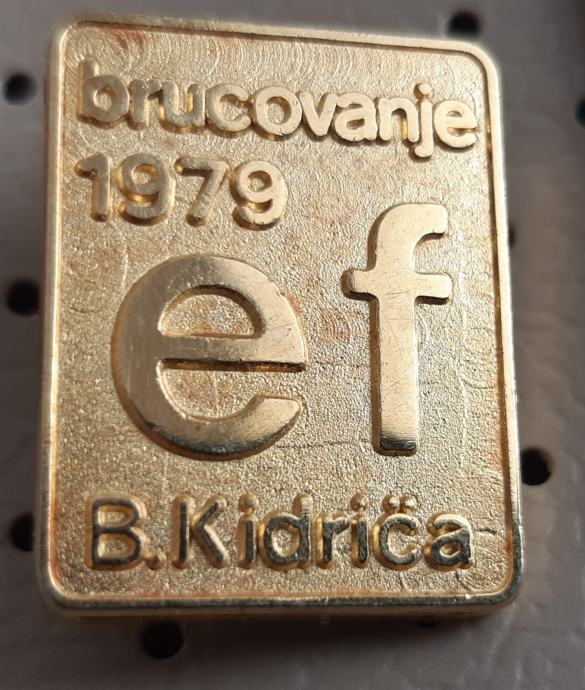 brucovanje
1979
ef
B.Kidriča